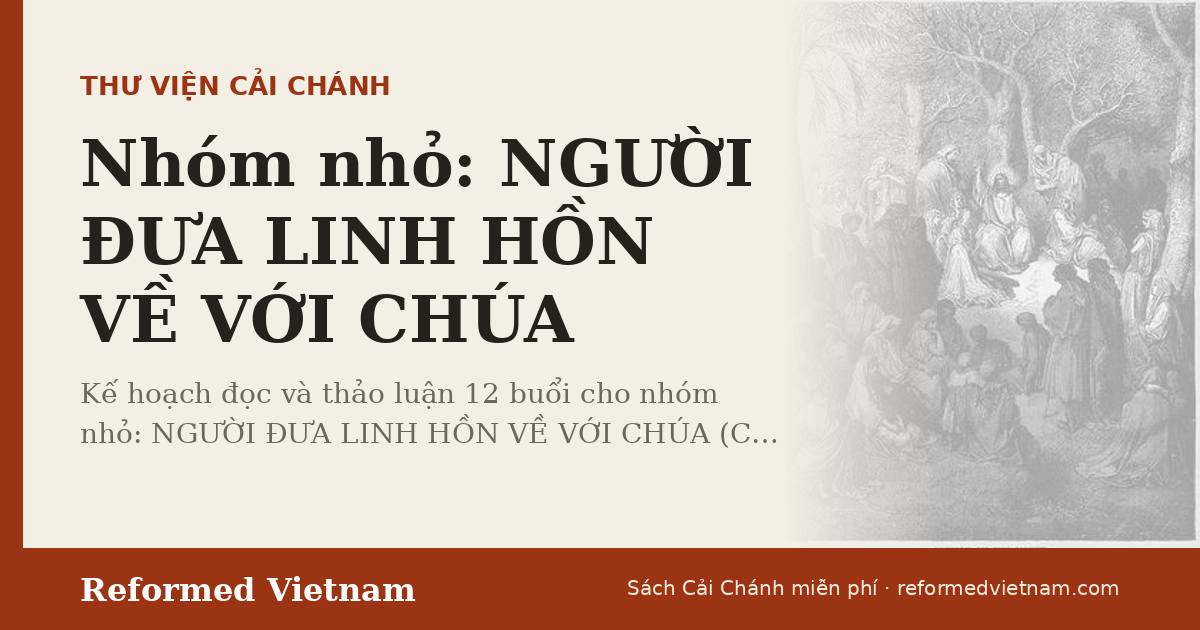 THƯ VIỆN CẢI CHÁNH
Nhóm nhỏ: NGƯỜI
ĐƯA LINH HỒN
VỀ VỚI CHÚA
Kế hoạch đọc và thảo luận 12 buổi cho nhóm
nhỏ: NGƯỜI ĐƯA LINH HỒN VỀ VỚI CHÚA (C...
Reformed Vietnam
Sách Cải Chánh miễn phí · reformedvietnam.com